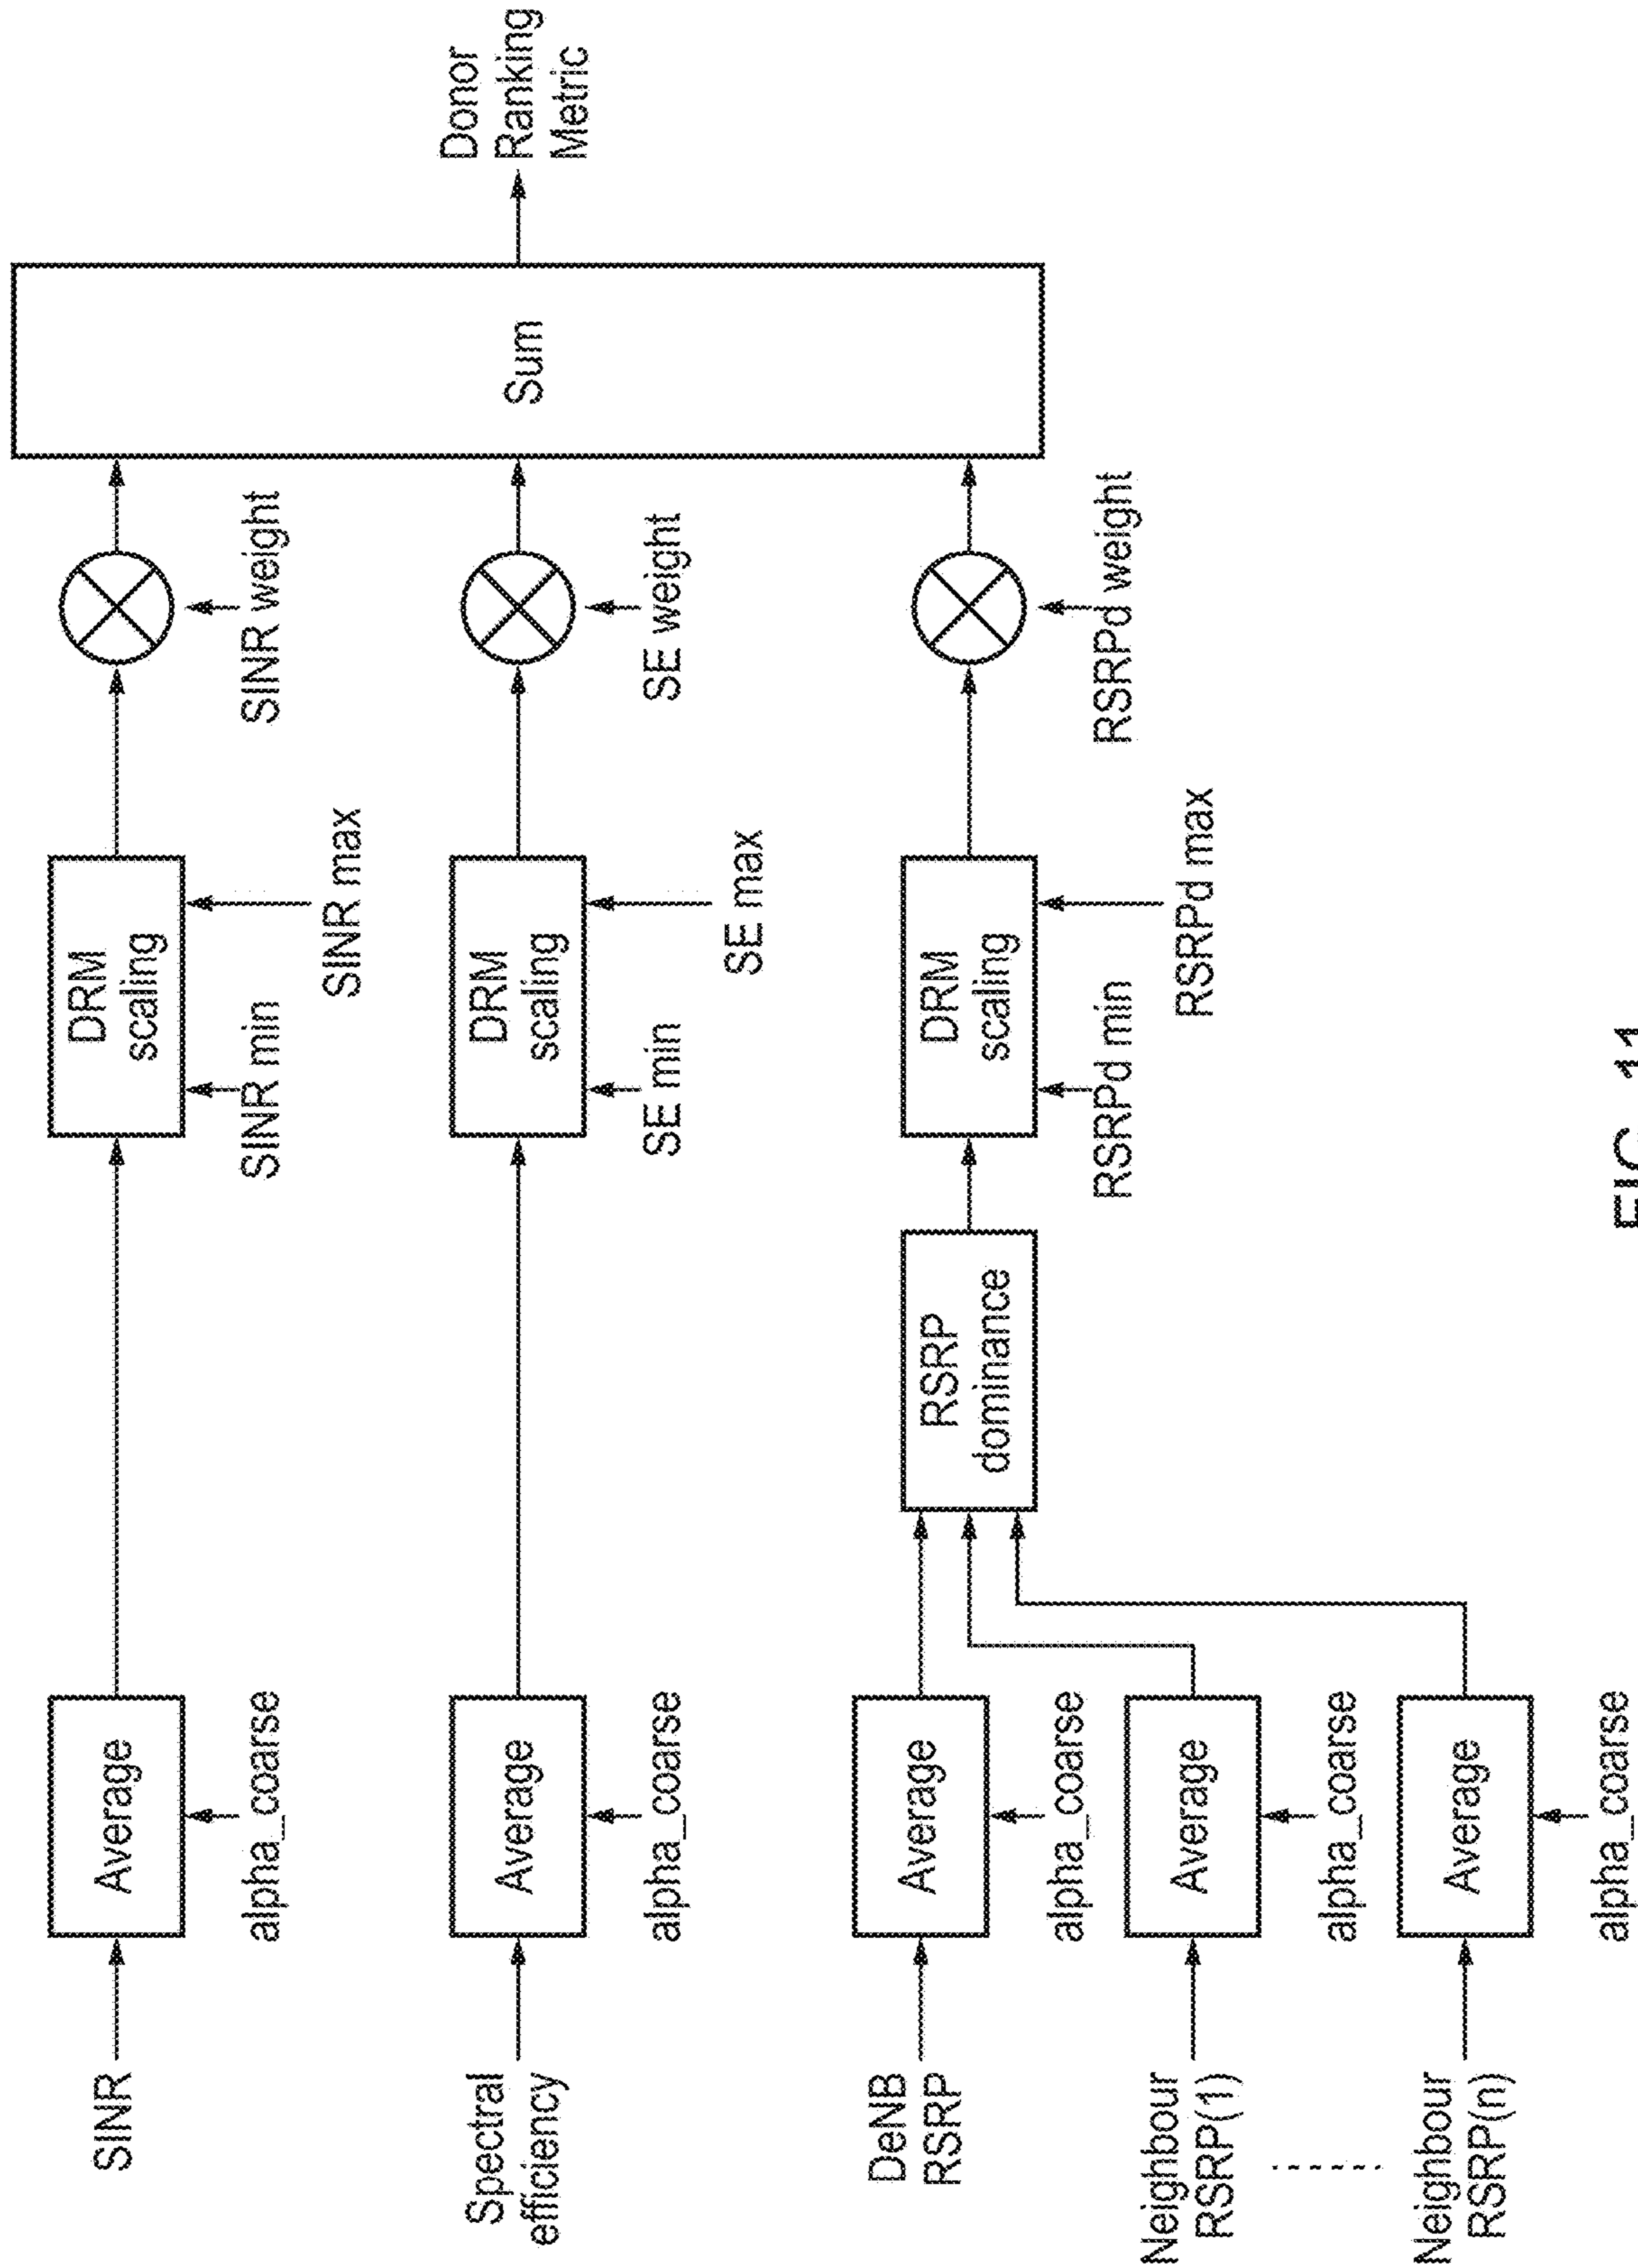 SINR
Average
alpha_coarse
DRM
scaling
SINR min
SINR max
SINR weight
Spectral
efficiency
Average
alpha_coarse
DRM
scaling
SE min
SE max
SE weight
DeNB
RSRP
Average
alpha_coarse
Neighbour
RSRP(1)
Average
alpha_coarse
Neighbour
RSRP(n)
Average
alpha_coarse
RSRP
dominance
DRM
scaling
RSRPd min
RSRPd max
RSRPd weight
Sum
Donor
Ranking
Metric
FIG. 11